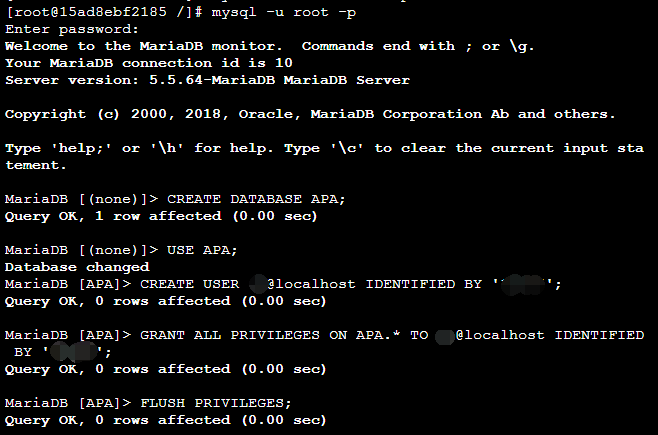 [root@15ad8ebf2185 /]# mysql -u root -p
Enter password:
Welcome to the MariaDB monitor.  Commands end with ; or \g.
Your MariaDB connection id is 10
Server version: 5.5.64-MariaDB MariaDB Server
Copyright (c) 2000, 2018, Oracle, MariaDB Corporation Ab and others.
Type 'help;' or '\h' for help. Type '\c' to clear the current input sta
tement.
MariaDB [(none)]> CREATE DATABASE APA;
Query OK, 1 row affected (0.00 sec)
MariaDB [(none)]> USE APA;
Database changed
MariaDB [APA]> CREATE USER @localhost IDENTIFIED BY '';
Query OK, 0 rows affected (0.00 sec)
MariaDB [APA]> GRANT ALL PRIVILEGES ON APA.* TO @localhost IDENTIFIED
BY '';
Query OK, 0 rows affected (0.00 sec)
MariaDB [APA]> FLUSH PRIVILEGES;
Query OK, 0 rows affected (0.00 sec)